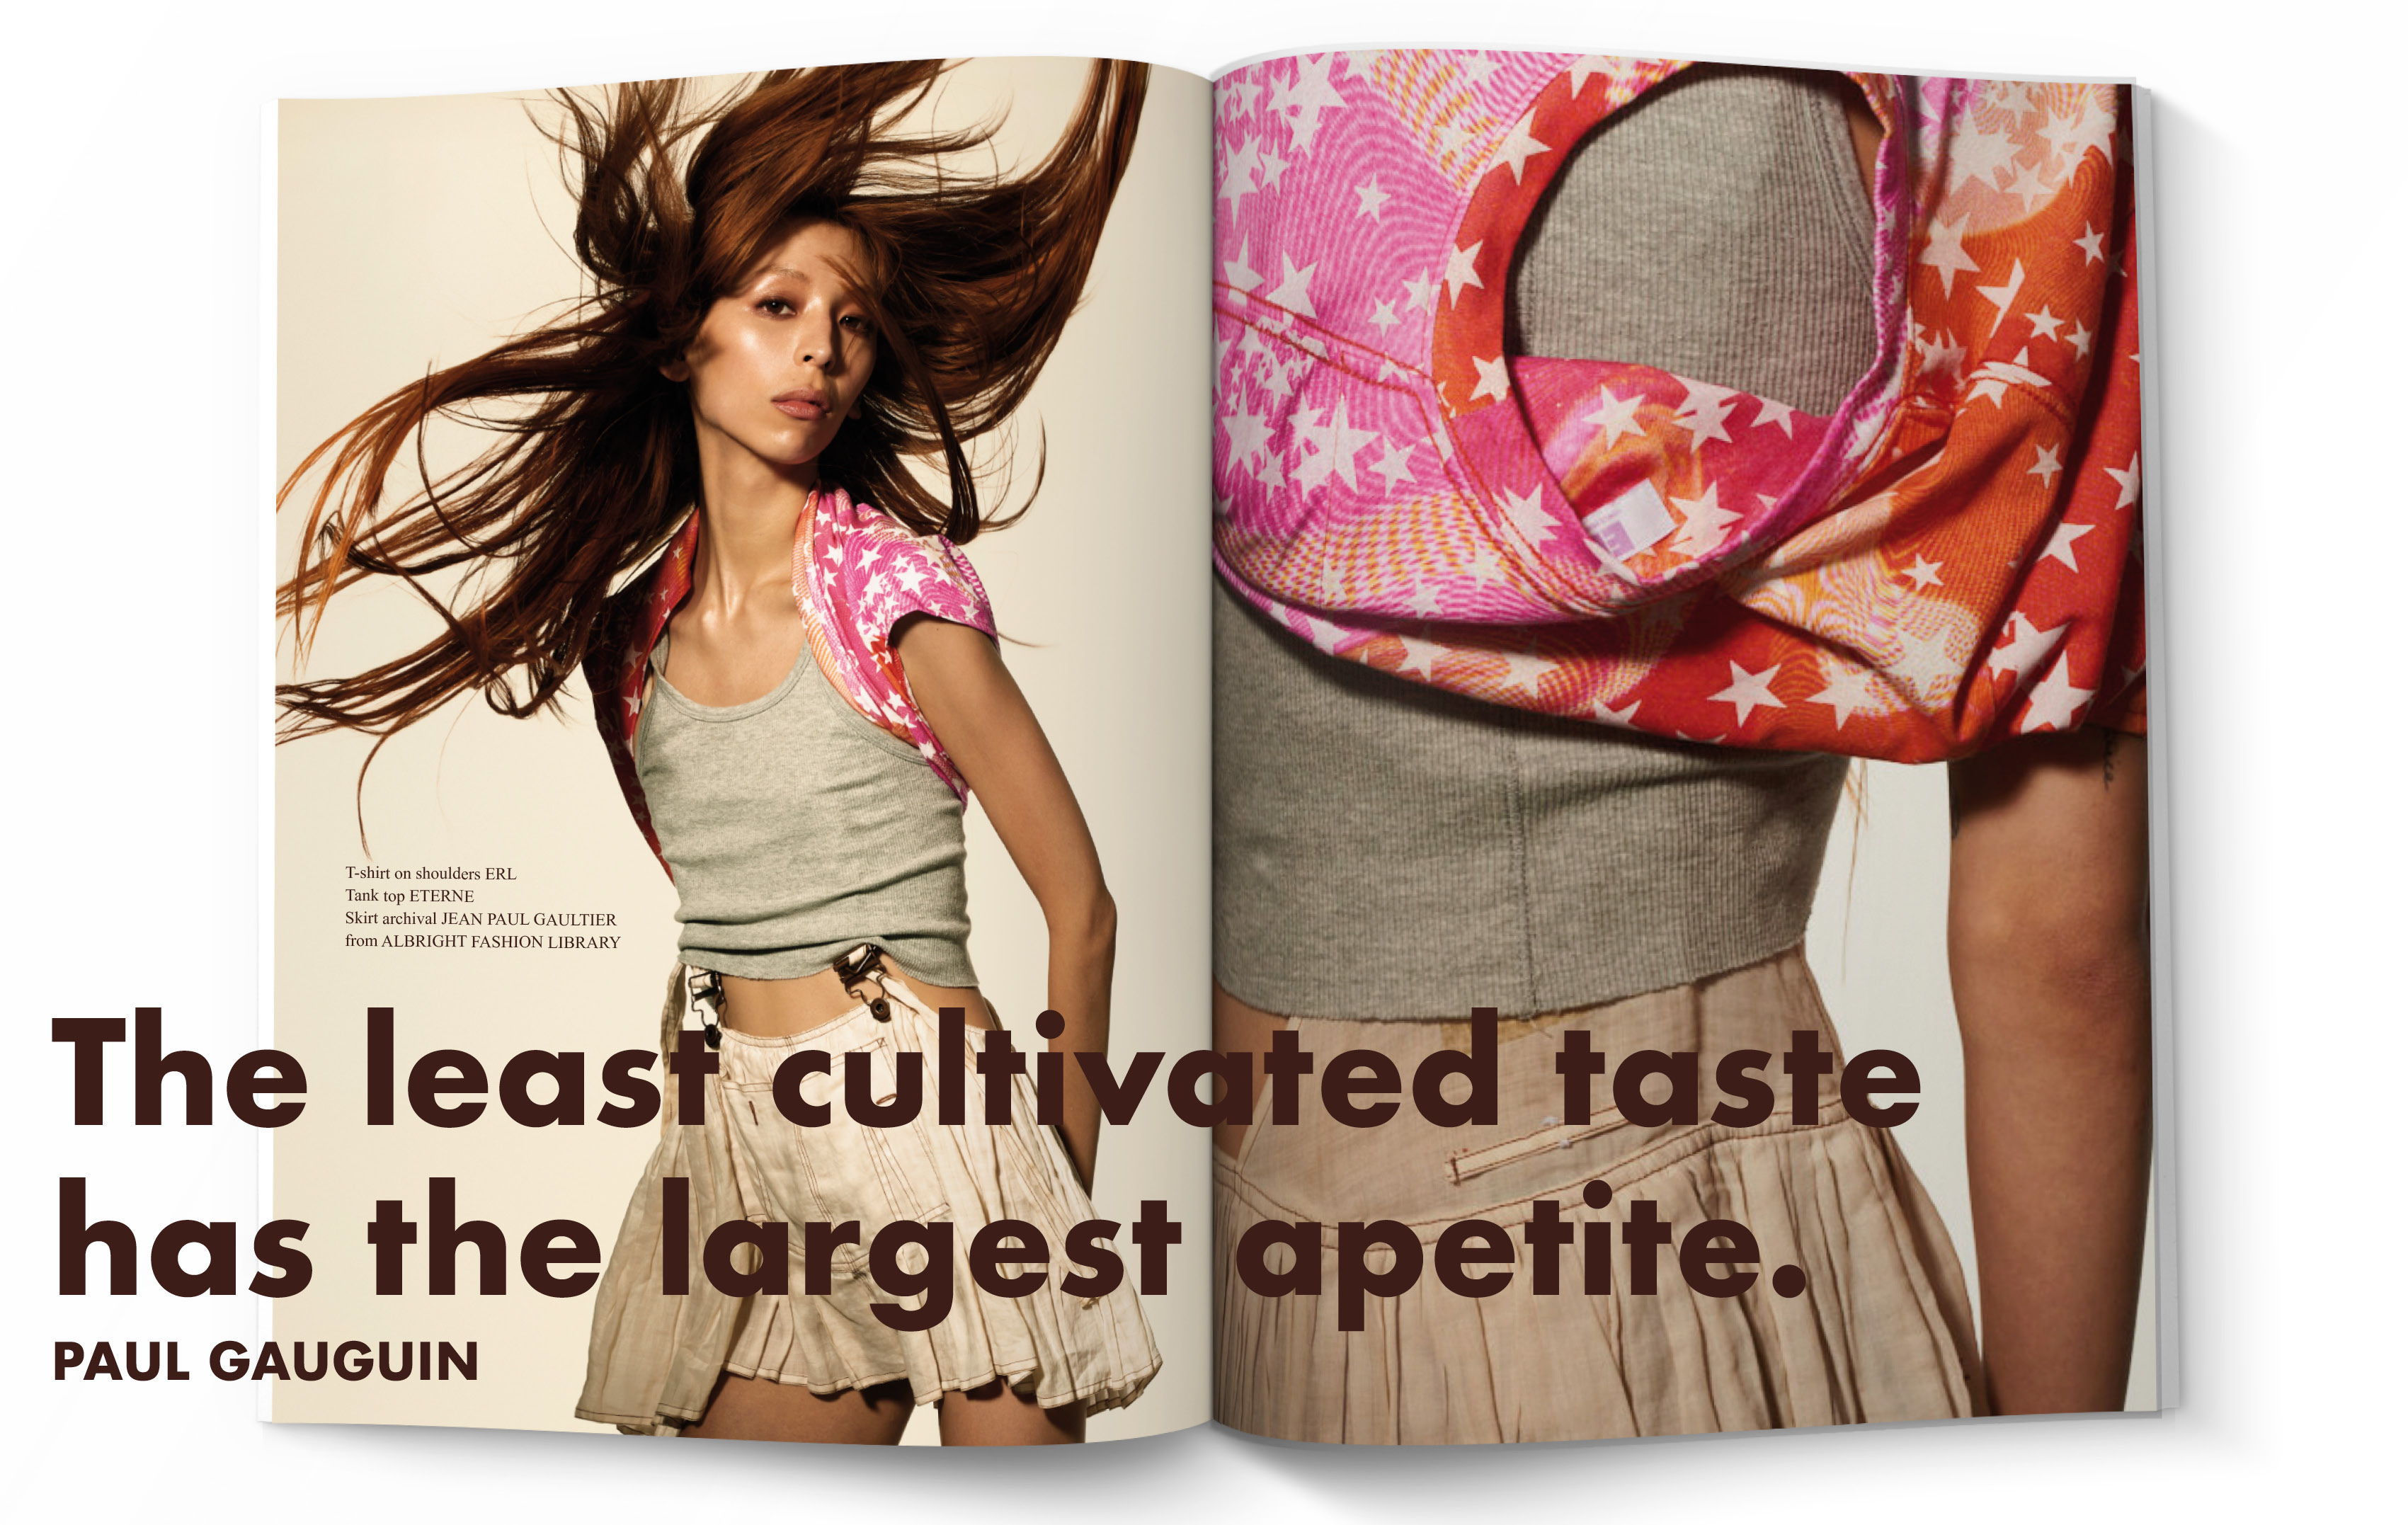 T-shirt on shoulders ERL
Tank top ETERNE
Skirt archival JEAN PAUL GAULTIER
from ALBRIGHT FASHION LIBRARY
The least cultivated taste
has the largest apetite.
PAUL GAUGUIN